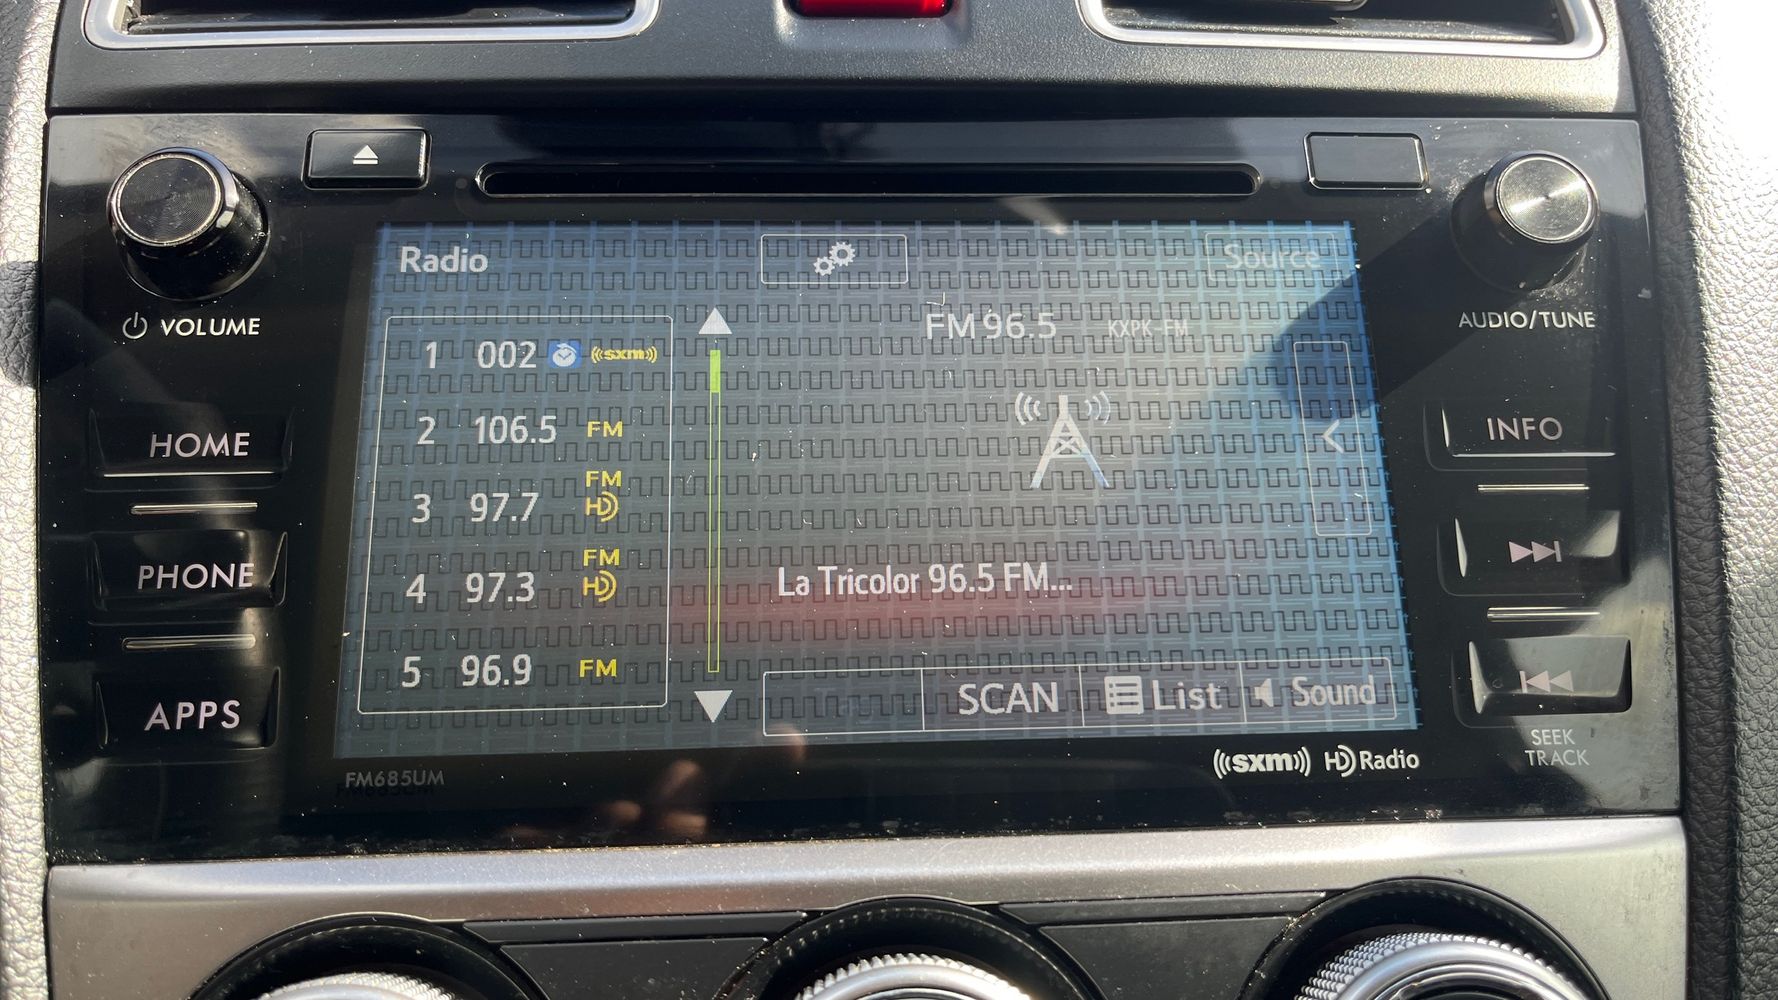 Radio
Source
VOLUME
AUDIO/TUNE
FM 96.5 KXPK-FM
1 002 ((sxm))
2 106.5 FM
3 97.7 FM HD
4 97.3 FM HD
5 96.9 FM
HOME
PHONE
APPS
INFO
La Tricolor 96.5 FM...
SCAN
List
Sound
SEEK
TRACK
FM685UM
((sxm)) HD Radio